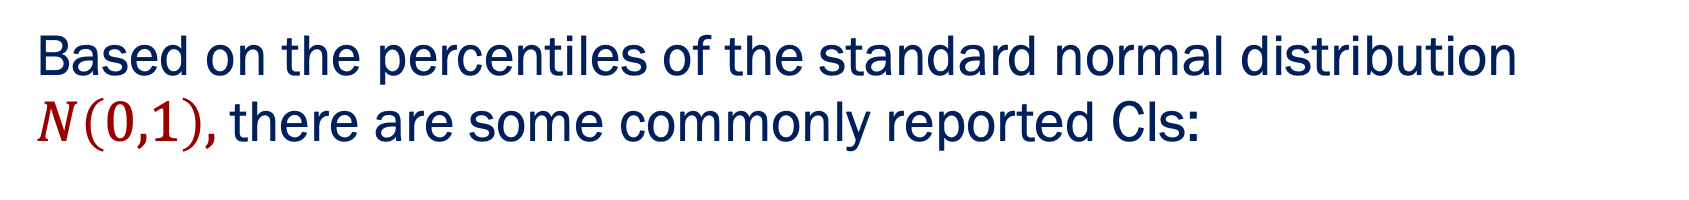 Based on the percentiles of the standard normal distribution
N(0,1), there are some commonly reported CIs: